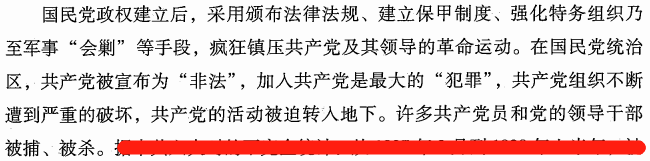 国民党政权建立后，采用颁布法律法规、建立保甲制度、强化特务组织乃
至军事“会剿”等手段，疯狂镇压共产党及其领导的革命运动。在国民党统治
区，共产党被宣布为“非法”，加入共产党是最大的“犯罪”，共产党组织不断
遭到严重的破坏，共产党的活动被迫转入地下。许多共产党员和党的领导干部
被捕、被杀。